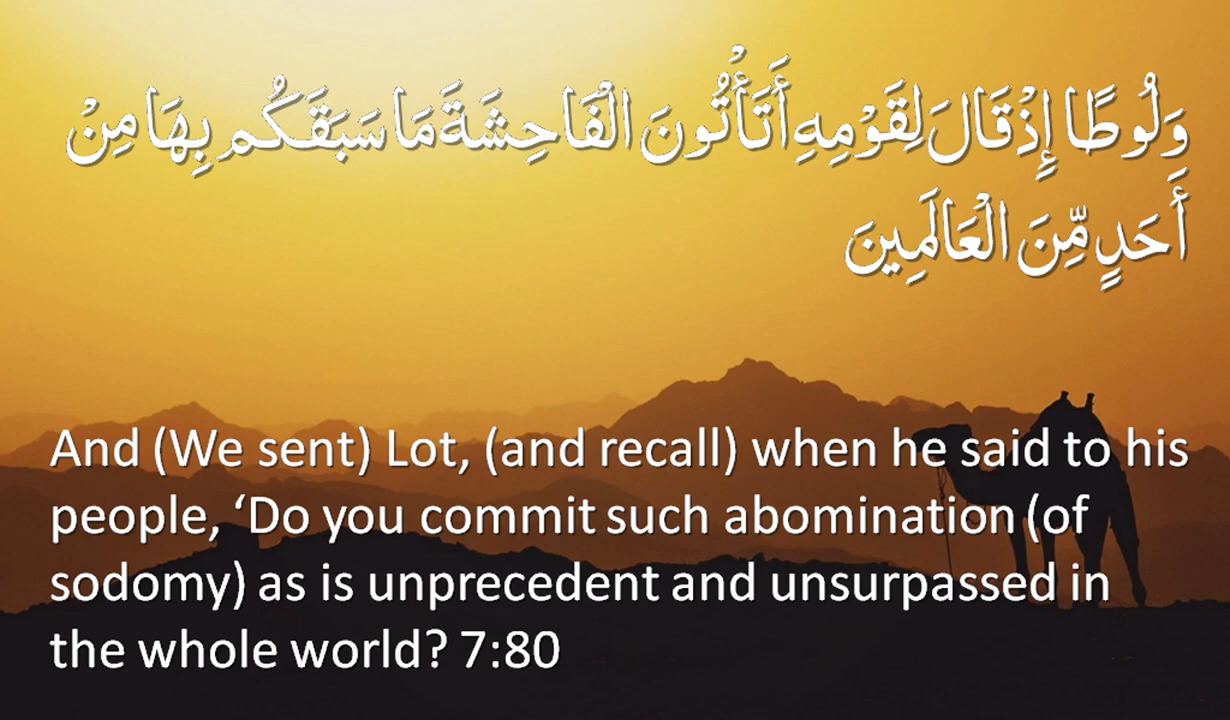 وَلُوطًا إِذْ قَالَ لِقَوْمِهِ أَتَأْتُونَ الْفَاحِشَةَ مَا سَبَقَكُم بِهَا مِنْ
أَحَدٍ مِّنَ الْعَالَمِينَ
And (We sent) Lot, (and recall) when he said to his
people, ‘Do you commit such abomination (of
sodomy) as is unprecedent and unsurpassed in
the whole world? 7:80